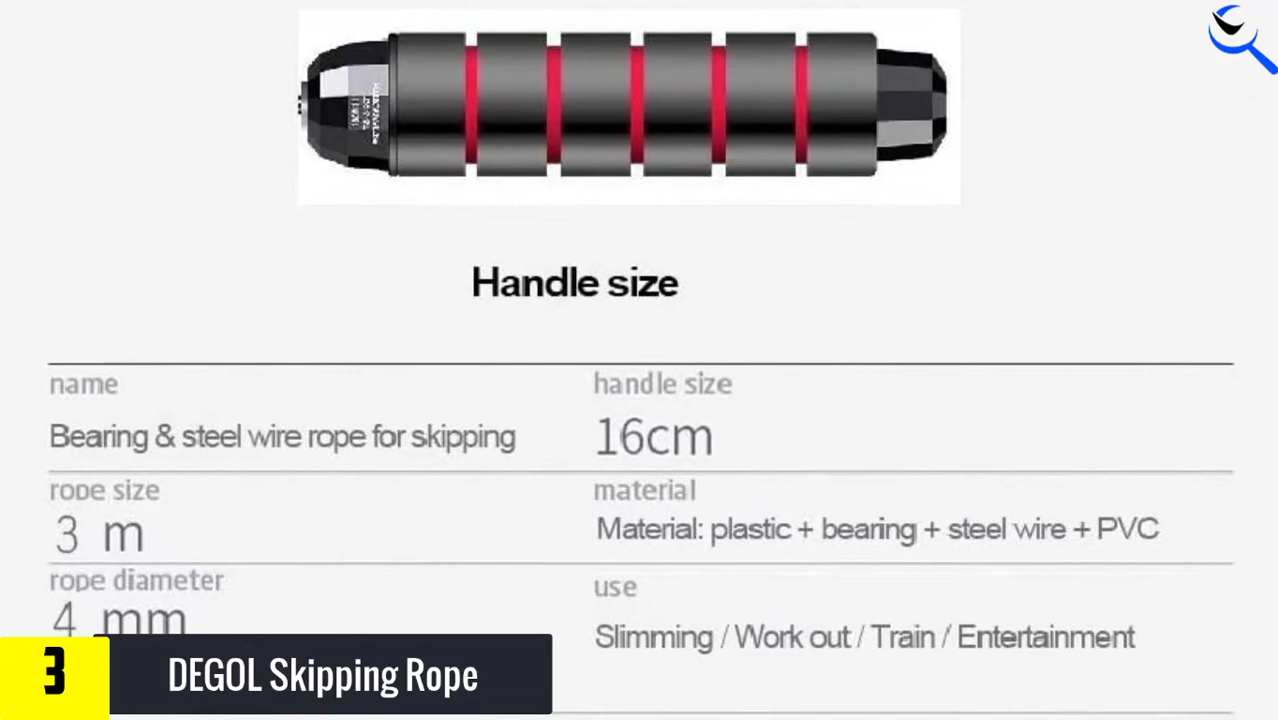 Handle size
name
handle size
Bearing & steel wire rope for skipping
16cm
rope size
material
3 m
Material: plastic + bearing + steel wire + PVC
rope diameter
use
4 mm
Slimming / Work out / Train / Entertainment
3
DEGOL Skipping Rope